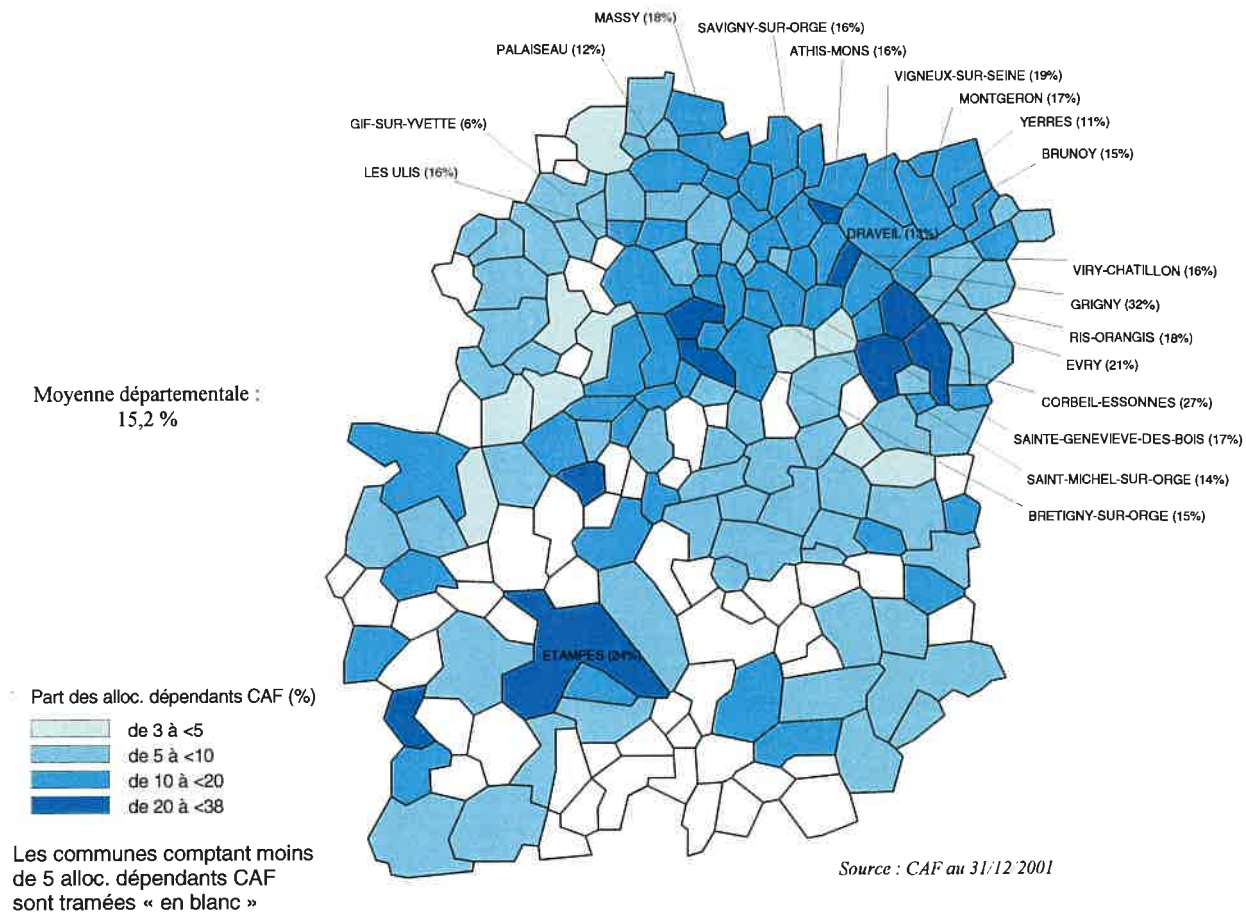 MASSY (18%)
SAVIGNY-SUR-ORGE (16%)
PALAISEAU (12%)
ATHIS-MONS (16%)
VIGNEUX-SUR-SEINE (19%)
MONTGERON (17%)
GIF-SUR-YVETTE (6%)
YERRES (11%)
BRUNOY (15%)
LES ULIS (16%)
DRAVEIL (13%)
VIRY-CHATILLON (16%)
GRIGNY (32%)
RIS-ORANGIS (18%)
EVRY (21%)
Moyenne départementale :
15,2 %
CORBEIL-ESSONNES (27%)
SAINTE-GENEVIEVE-DES-BOIS (17%)
SAINT-MICHEL-SUR-ORGE (14%)
BRETIGNY-SUR-ORGE (15%)
ETAMPES (24%)
Part des alloc. dépendants CAF (%)
de 3 à <5
de 5 à <10
de 10 à <20
de 20 à <38
Les communes comptant moins
de 5 alloc. dépendants CAF
sont tramées « en blanc »
Source : CAF au 31/12/2001